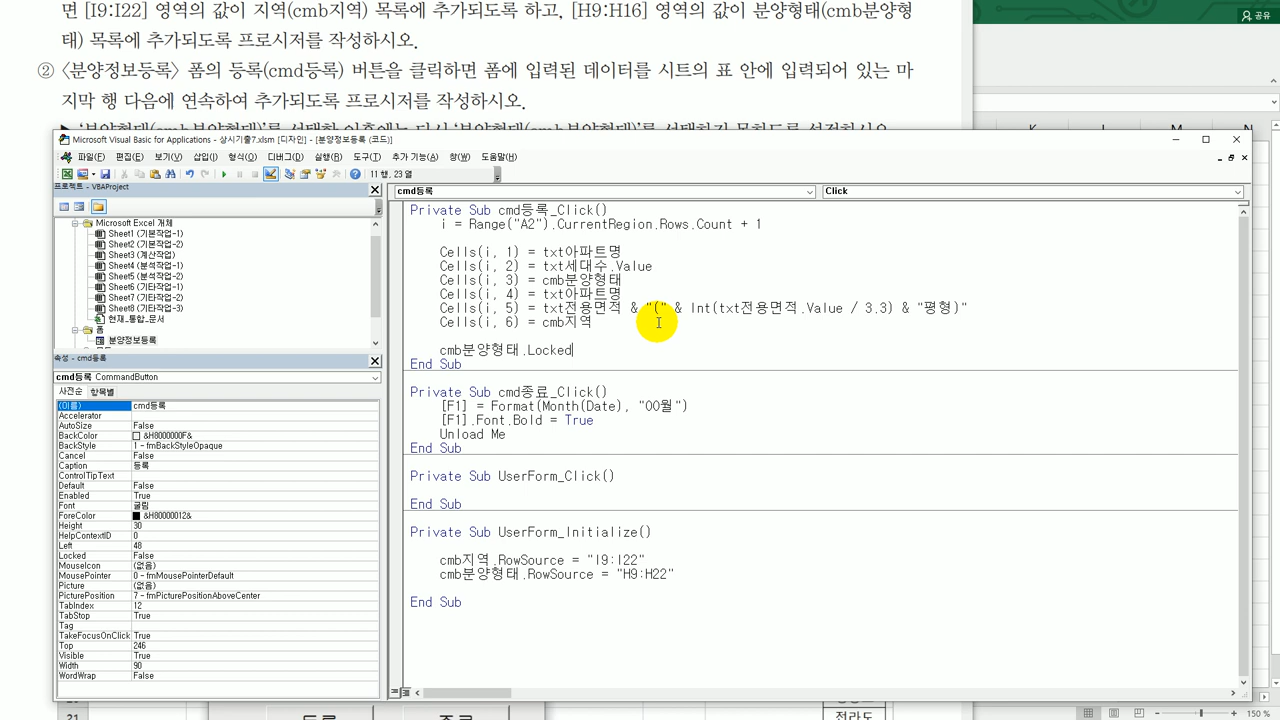 면 [I9:I22] 영역의 값이 지역(cmb지역) 목록에 추가되도록 하고, [H9:H16] 영역의 값이 분양형태(cmb분양형
태) 목록에 추가되도록 프로시저를 작성하시오.
② 〈분양정보등록〉 폼의 등록(cmd등록) 버튼을 클릭하면 폼에 입력된 데이터를 시트의 표 안에 입력되어 있는 마
지막 행 다음에 연속하여 추가되도록 프로시저를 작성하시오.
공유
Microsoft Visual Basic for Applications - 상시기출7.xlsm [디자인] - [분양정보등록 (코드)]
파일(F) 편집(E) 보기(V) 삽입(I) 형식(O) 디버그(D) 실행(R) 도구(T) 추가 기능(A) 창(W) 도움말(H)
11 행, 23 열
프로젝트 - VBAProject
Microsoft Excel 개체
Sheet1 (기본작업-1)
Sheet2 (기본작업-2)
Sheet3 (계산작업)
Sheet4 (분석작업-1)
Sheet5 (분석작업-2)
Sheet6 (기타작업-1)
Sheet7 (기타작업-2)
Sheet8 (기타작업-3)
현재_통합_문서
폼
분양정보등록
속성 - cmd등록
cmd등록 CommandButton
사전순 항목별
(이름) cmd등록
Accelerator
AutoSize False
BackColor &H8000000F&
BackStyle 1 - fmBackStyleOpaque
Cancel False
Caption 등록
ControlTipText
Default False
Enabled True
Font 굴림
ForeColor &H80000012&
Height 30
HelpContextID 0
Left 48
Locked False
MouseIcon (없음)
MousePointer 0 - fmMousePointerDefault
Picture (없음)
PicturePosition 7 - fmPicturePositionAboveCenter
TabIndex 12
TabStop True
Tag
TakeFocusOnClick True
Top 246
Visible True
Width 90
WordWrap False
cmd등록 Click
Private Sub cmd등록_Click()
i = Range("A2").CurrentRegion.Rows.Count + 1
Cells(i, 1) = txt아파트명
Cells(i, 2) = txt세대수.Value
Cells(i, 3) = cmb분양형태
Cells(i, 4) = txt아파트명
Cells(i, 5) = txt전용면적 & "(" & Int(txt전용면적.Value / 3.3) & "평형)"
Cells(i, 6) = cmb지역
cmb분양형태.Locked
End Sub
Private Sub cmd종료_Click()
[F1] = Format(Month(Date), "00월")
[F1].Font.Bold = True
Unload Me
End Sub
Private Sub UserForm_Click()
End Sub
Private Sub UserForm_Initialize()
cmb지역.RowSource = "I9:I22"
cmb분양형태.RowSource = "H9:H22"
End Sub
전라도
150 %